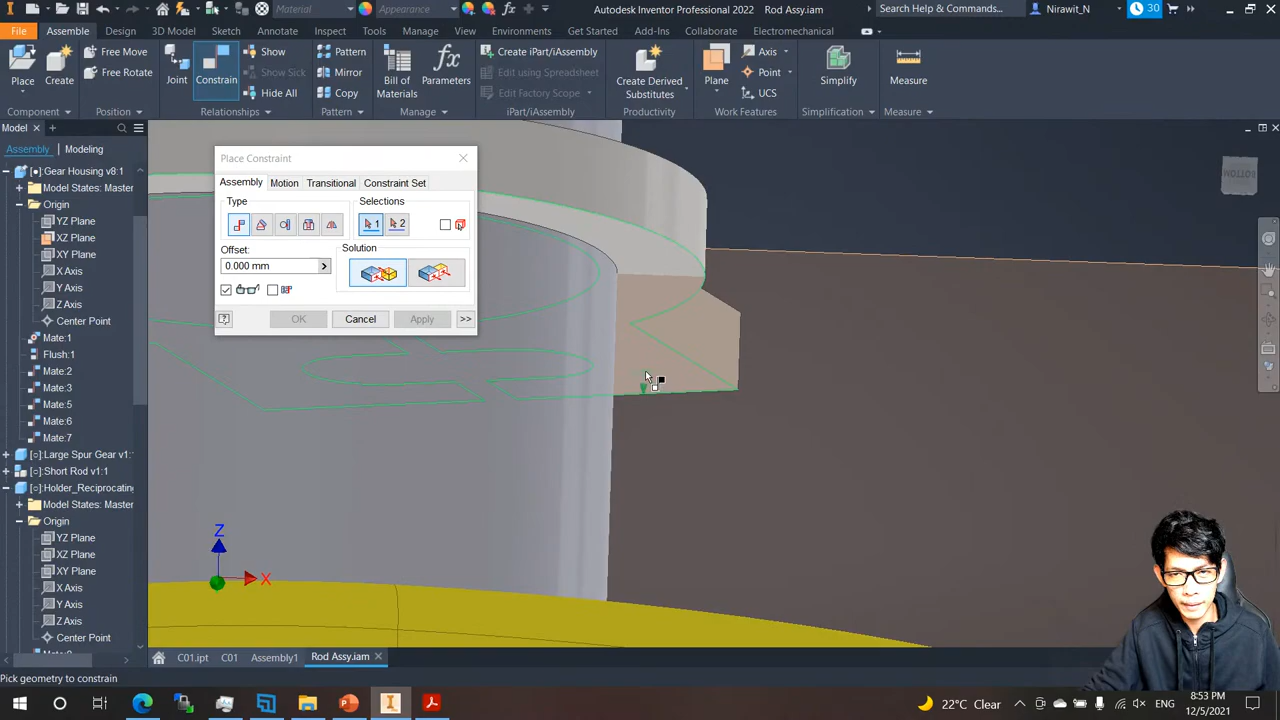 Material
Appearance
Autodesk Inventor Professional 2022
Rod Assy.iam
Search Help & Commands...
Nirawit_N
30
File
Assemble
Design
3D Model
Sketch
Annotate
Inspect
Tools
Manage
View
Environments
Get Started
Add-Ins
Collaborate
Electromechanical
Place
Create
Free Move
Free Rotate
Joint
Constrain
Show
Show Sick
Hide All
Pattern
Mirror
Copy
Bill of
Materials
Parameters
Create iPart/iAssembly
Edit using Spreadsheet
Edit Factory Scope
Create Derived
Substitutes
Plane
Axis
Point
UCS
Simplify
Measure
Component
Position
Relationships
Pattern
Manage
iPart/iAssembly
Productivity
Work Features
Simplification
Measure
Model
Assembly
Modeling
Gear Housing v8:1
Model States: Master
Origin
YZ Plane
XZ Plane
XY Plane
X Axis
Y Axis
Z Axis
Center Point
Mate:1
Flush:1
Mate:2
Mate:3
Mate:5
Mate:6
Mate:7
Large Spur Gear v1:1
Short Rod v1:1
Holder_Reciprocating
Model States: Master
Origin
YZ Plane
XZ Plane
XY Plane
X Axis
Y Axis
Z Axis
Center Point
Place Constraint
Assembly
Motion
Transitional
Constraint Set
Type
Selections
1
2
Offset:
Solution
0.000 mm
OK
Cancel
Apply
>>
BOTTOM
Z
X
C01.ipt
C01
Assembly1
Rod Assy.iam
Pick geometry to constrain
22°C Clear
ENG
8:53 PM
12/5/2021